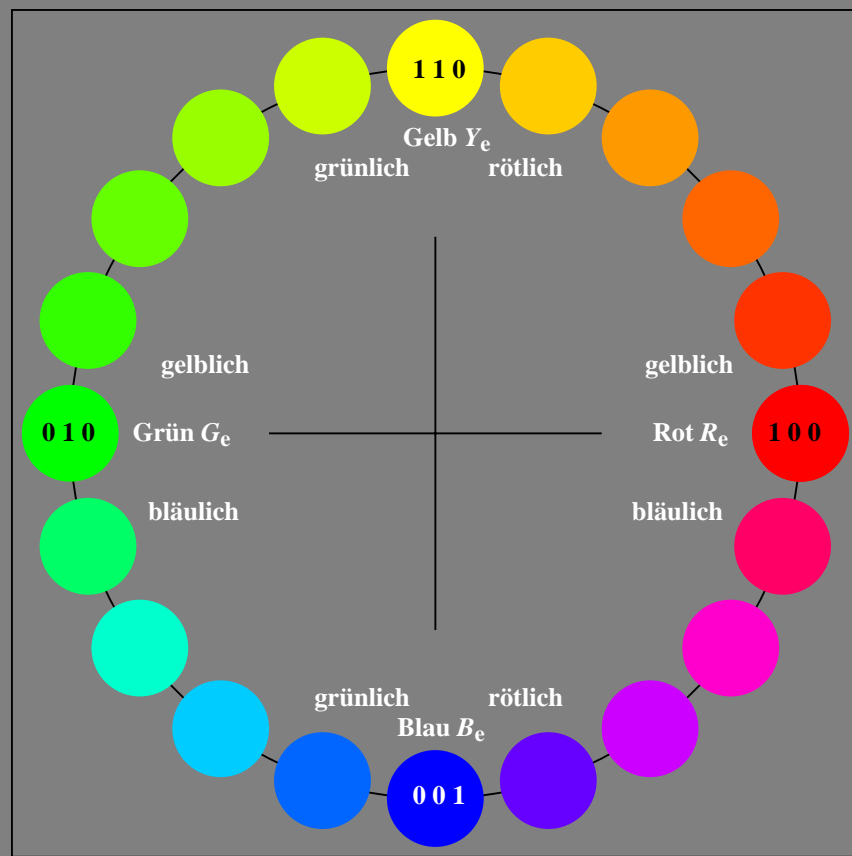 1 1 0
Gelb Ye
grünlich rötlich
gelblich gelblich
0 1 0 Grün Ge Rot Re 1 0 0
bläulich bläulich
grünlich rötlich
Blau Be
0 0 1